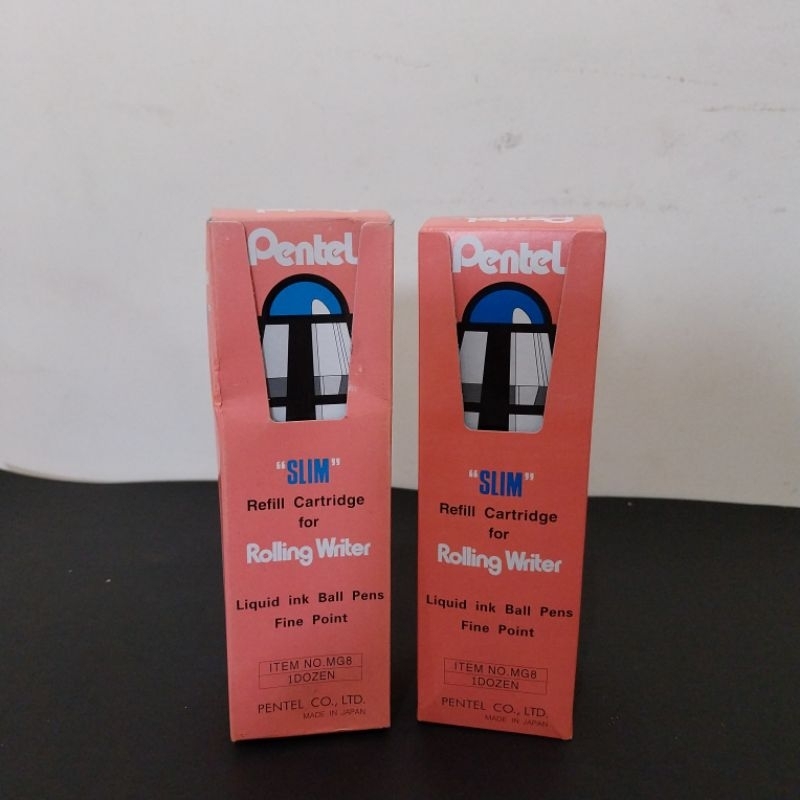 Pentel
"SLIM"
Refill Cartridge
for
Rolling Writer
Liquid ink Ball Pens
Fine Point
ITEM NO.MG8
1DOZEN
PENTEL CO., LTD.
MADE IN JAPAN
Pentel
Pentel
"SLIM"
Refill Cartridge
for
Rolling Writer
Liquid ink Ball Pens
Fine Point
ITEM NO.MG8
1DOZEN
PENTEL CO., LTD.
MADE IN JAPAN